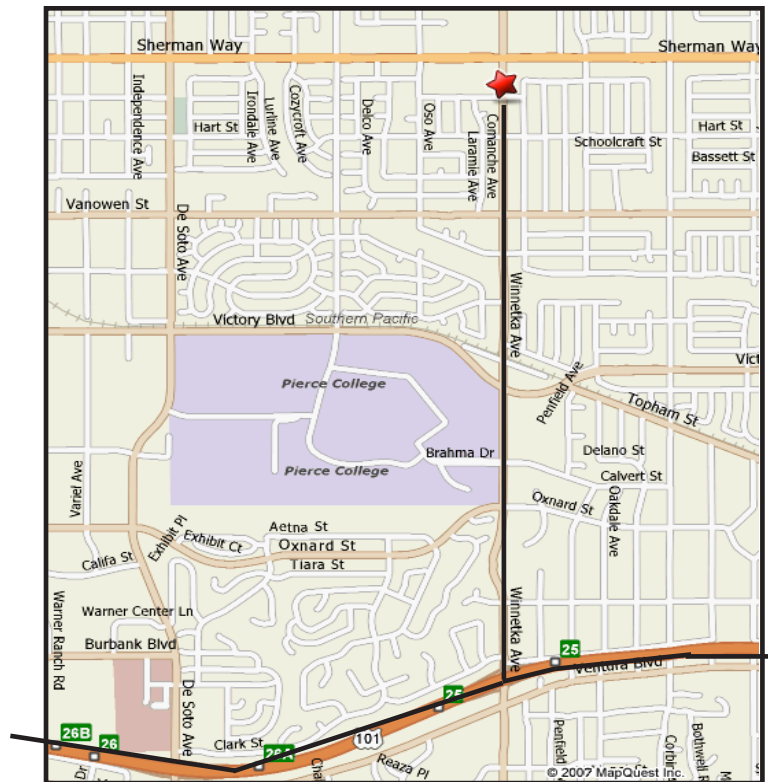 Sherman Way
Sherman Way
Independence Ave
Irondale Ave
Lurline Ave
Cozycroft Ave
Delco Ave
Oso Ave
Laramie Ave
Comanche Ave
Hart St
Hart St
Schoolcraft St
Bassett St
Vanowen St
De Soto Ave
Winnetka Ave
Victory Blvd
Southern Pacific
Vict
Pierce College
Penfield Ave
Topham St
Brahma Dr
Delano St
Pierce College
Calvert St
Variel Ave
Oxnard St
Oakdale Ave
Exhibit Pl
Exhibit Ct
Aetna St
Oxnard St
Tiara St
Califa St
Warner Ranch Rd
Warner Center Ln
Winnetka Ave
Burbank Blvd
25
Ventura Blvd
De Soto Ave
25
26B
26
Clark St
26A
101
Reaza Pl
Penfield
Corbin
Bothwell R
Dr
Cha
© 2007 MapQuest Inc.